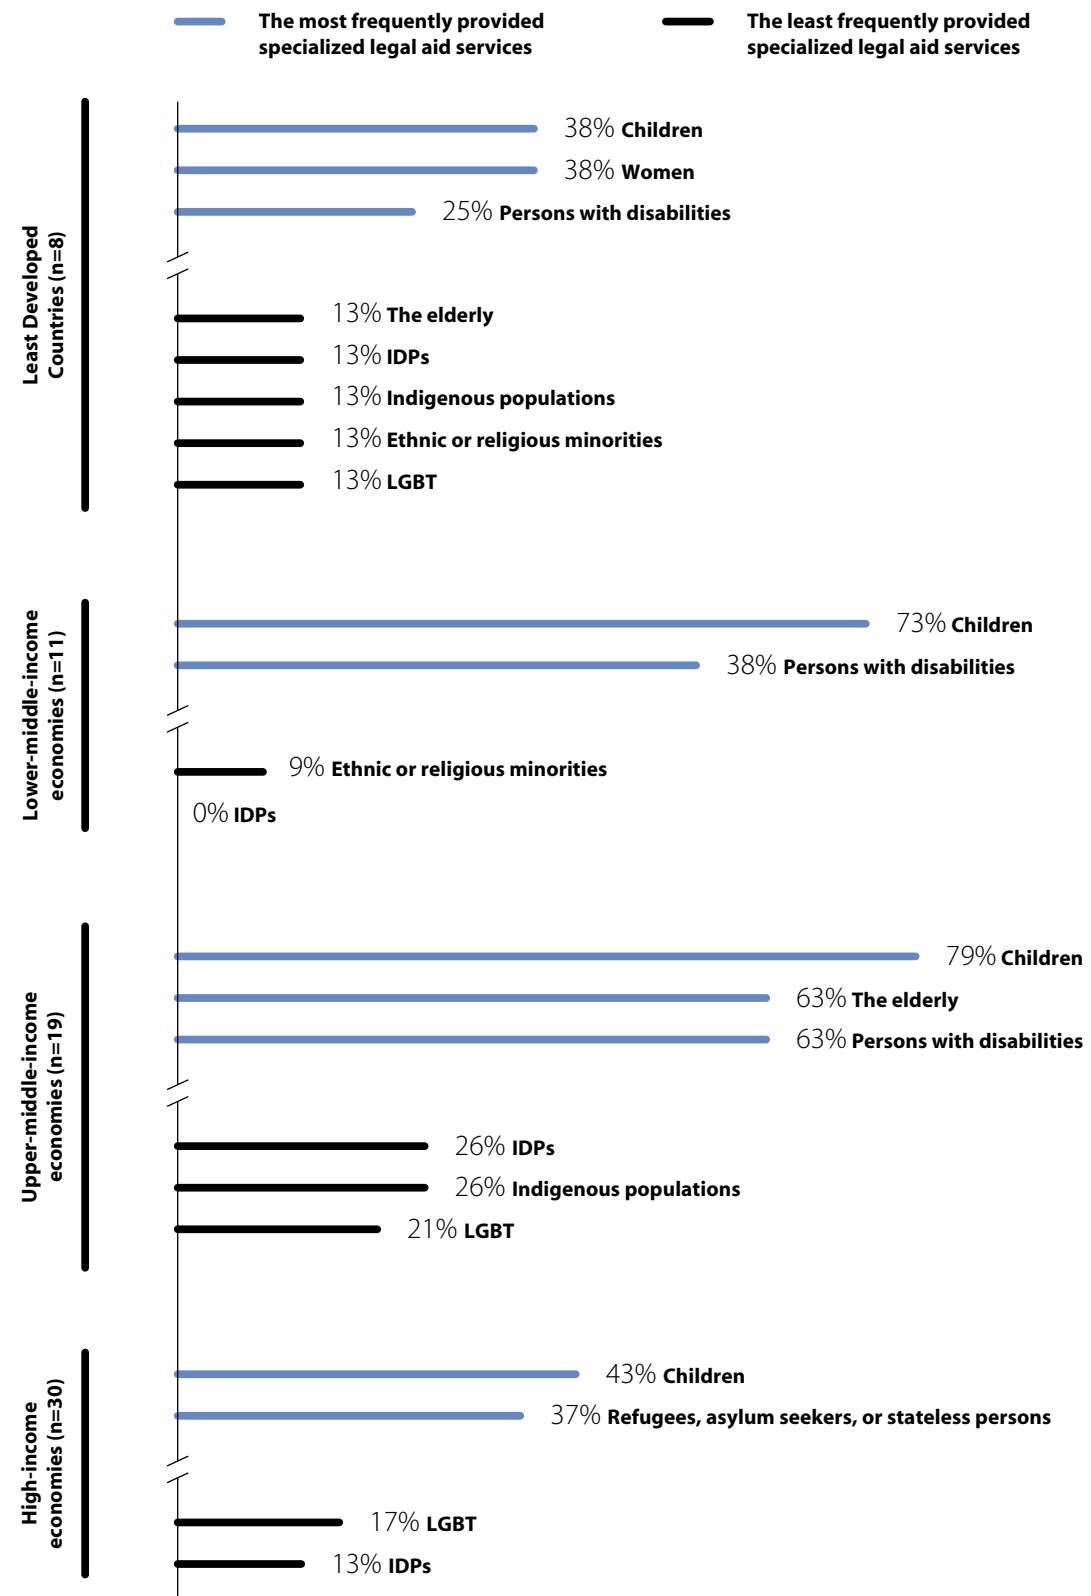 The most frequently provided
specialized legal aid services
The least frequently provided
specialized legal aid services
Least Developed
Countries (n=8)
38% Children
38% Women
25% Persons with disabilities
13% The elderly
13% IDPs
13% Indigenous populations
13% Ethnic or religious minorities
13% LGBT
Lower-middle-income
economies (n=11)
73% Children
38% Persons with disabilities
9% Ethnic or religious minorities
0% IDPs
Upper-middle-income
economies (n=19)
79% Children
63% The elderly
63% Persons with disabilities
26% IDPs
26% Indigenous populations
21% LGBT
High-income
economies (n=30)
43% Children
37% Refugees, asylum seekers, or stateless persons
17% LGBT
13% IDPs